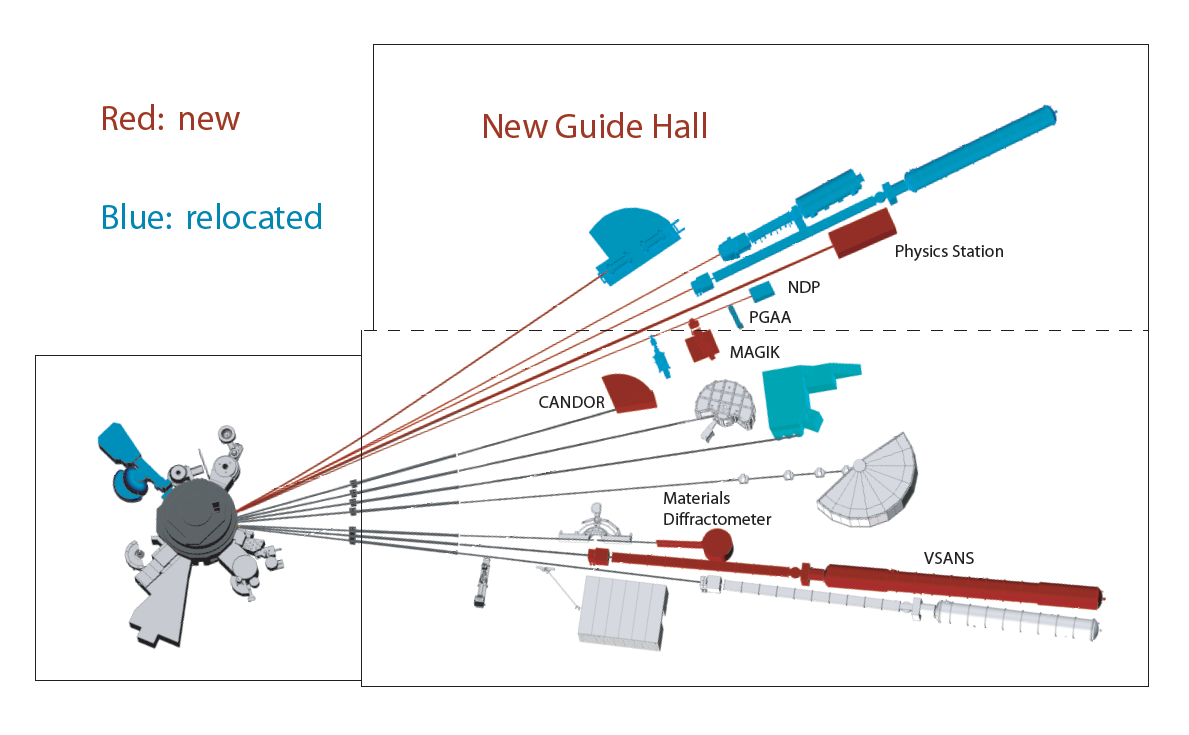 Red: new
New Guide Hall
Blue: relocated
Physics Station
NDP
PGAA
MAGIK
CANDOR
Materials
Diffractometer
VSANS